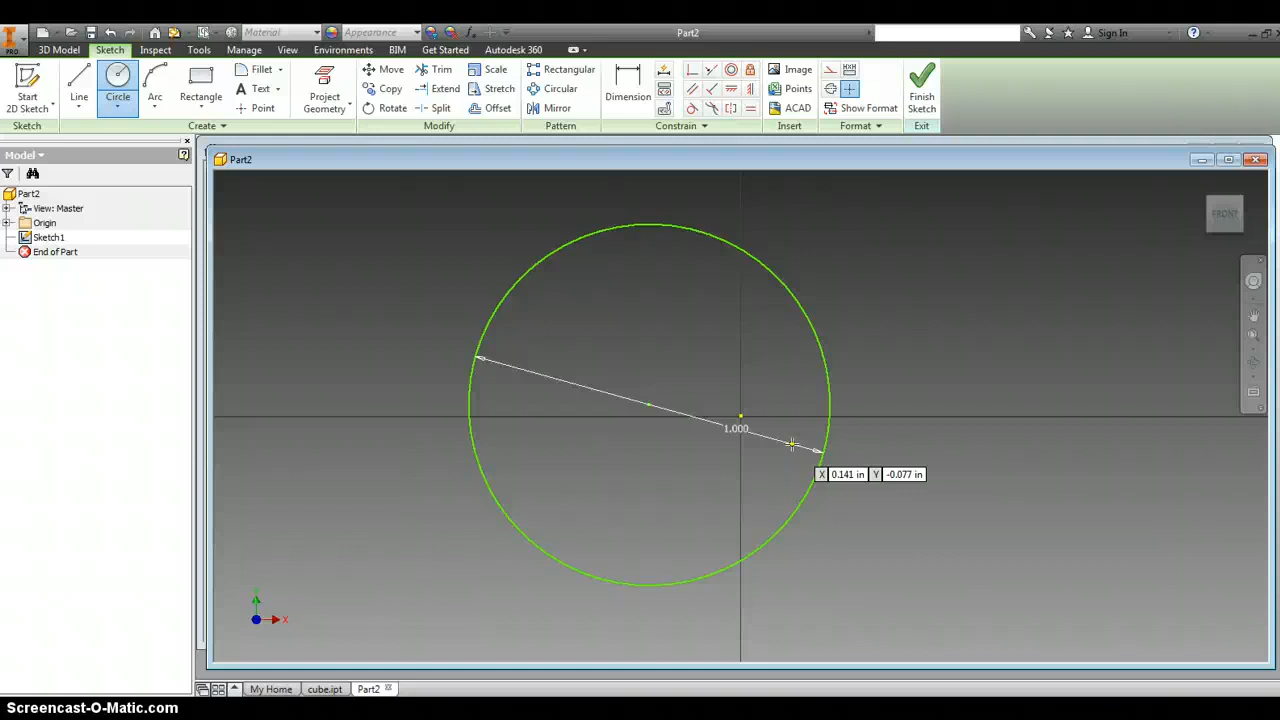 Material Appearance fx Part2 Sign In
PRO 3D Model Sketch Inspect Tools Manage View Environments BIM Get Started Autodesk 360
Start 2D Sketch Line Circle Arc Rectangle Fillet Text Point Project Geometry Move Copy Rotate Trim Extend Split Scale Stretch Offset Rectangular Circular Mirror Dimension Image Points ACAD Show Format Finish Sketch
Sketch Create Modify Pattern Constrain Insert Format Exit
Model
Part2
Part2
View: Master
Origin
Sketch1
End of Part
FRONT
1.000
X 0.141 in Y -0.077 in
X
My Home cube.ipt Part2
Screencast-O-Matic.com